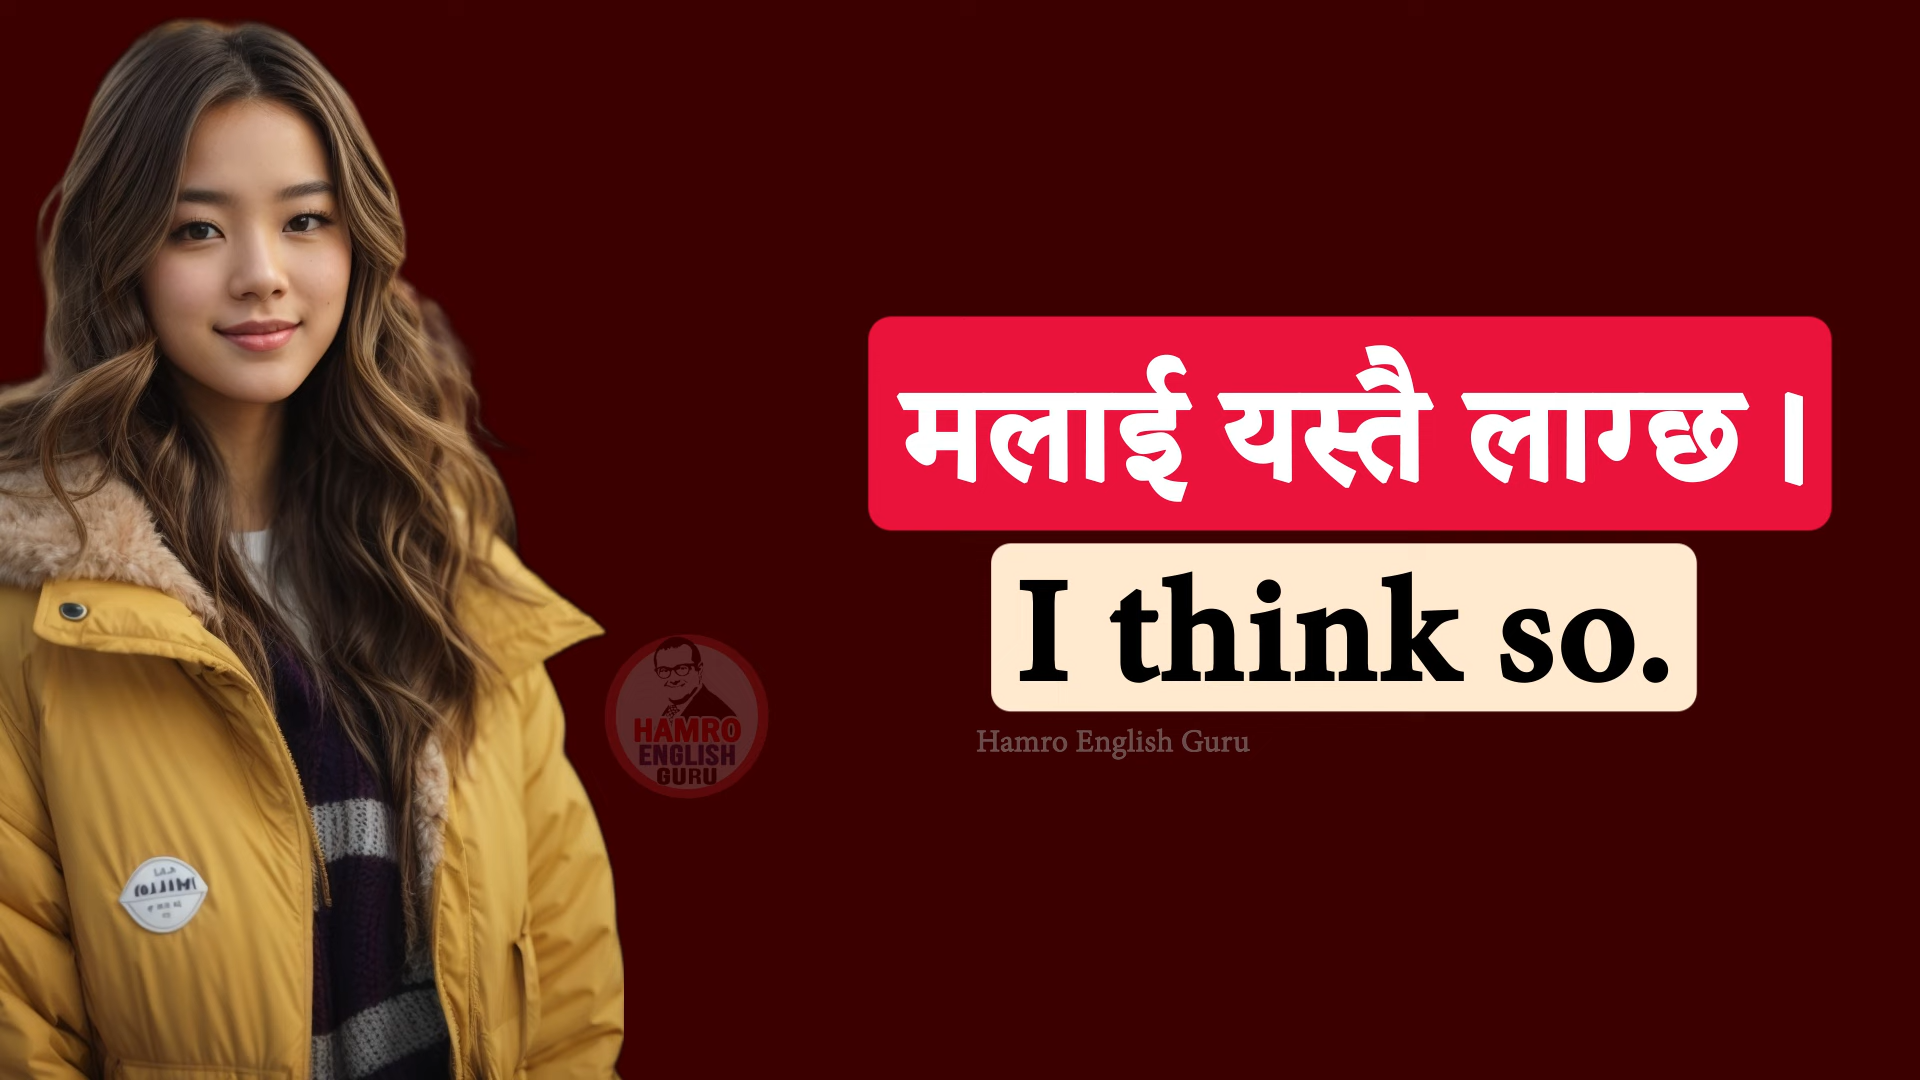 मलाई यस्तै लाग्छ ।
I think so.
Hamro English Guru
HAMRO
ENGLISH
GURU